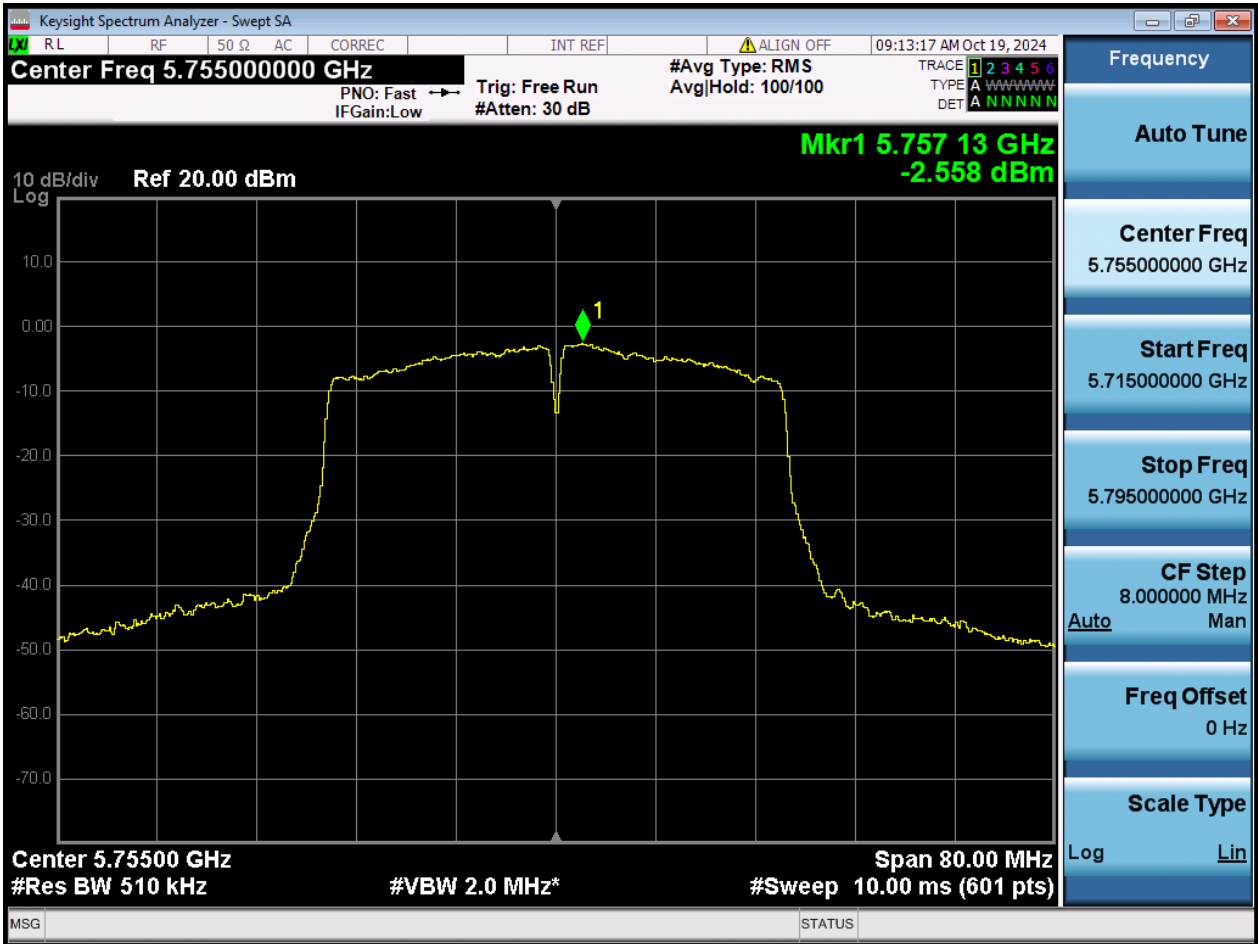 Keysight Spectrum Analyzer - Swept SA
LXI RL RF 50 Ω AC CORREC INT REF ALIGN OFF 09:13:17 AM Oct 19, 2024
Center Freq 5.755000000 GHz
PNO: Fast
IFGain:Low
Trig: Free Run
#Atten: 30 dB
#Avg Type: RMS
Avg|Hold: 100/100
TRACE 1 2 3 4 5 6
TYPE A WWWWW
DET A N N N N N
Mkr1 5.757 13 GHz
-2.558 dBm
10 dB/div Ref 20.00 dBm
Log
10.0
0.00
-10.0
-20.0
-30.0
-40.0
-50.0
-60.0
-70.0
1
Center 5.75500 GHz Span 80.00 MHz
#Res BW 510 kHz #VBW 2.0 MHz* #Sweep 10.00 ms (601 pts)
MSG STATUS
Frequency
Auto Tune
Center Freq
5.755000000 GHz
Start Freq
5.715000000 GHz
Stop Freq
5.795000000 GHz
CF Step
8.000000 MHz
Auto Man
Freq Offset
0 Hz
Scale Type
Log Lin